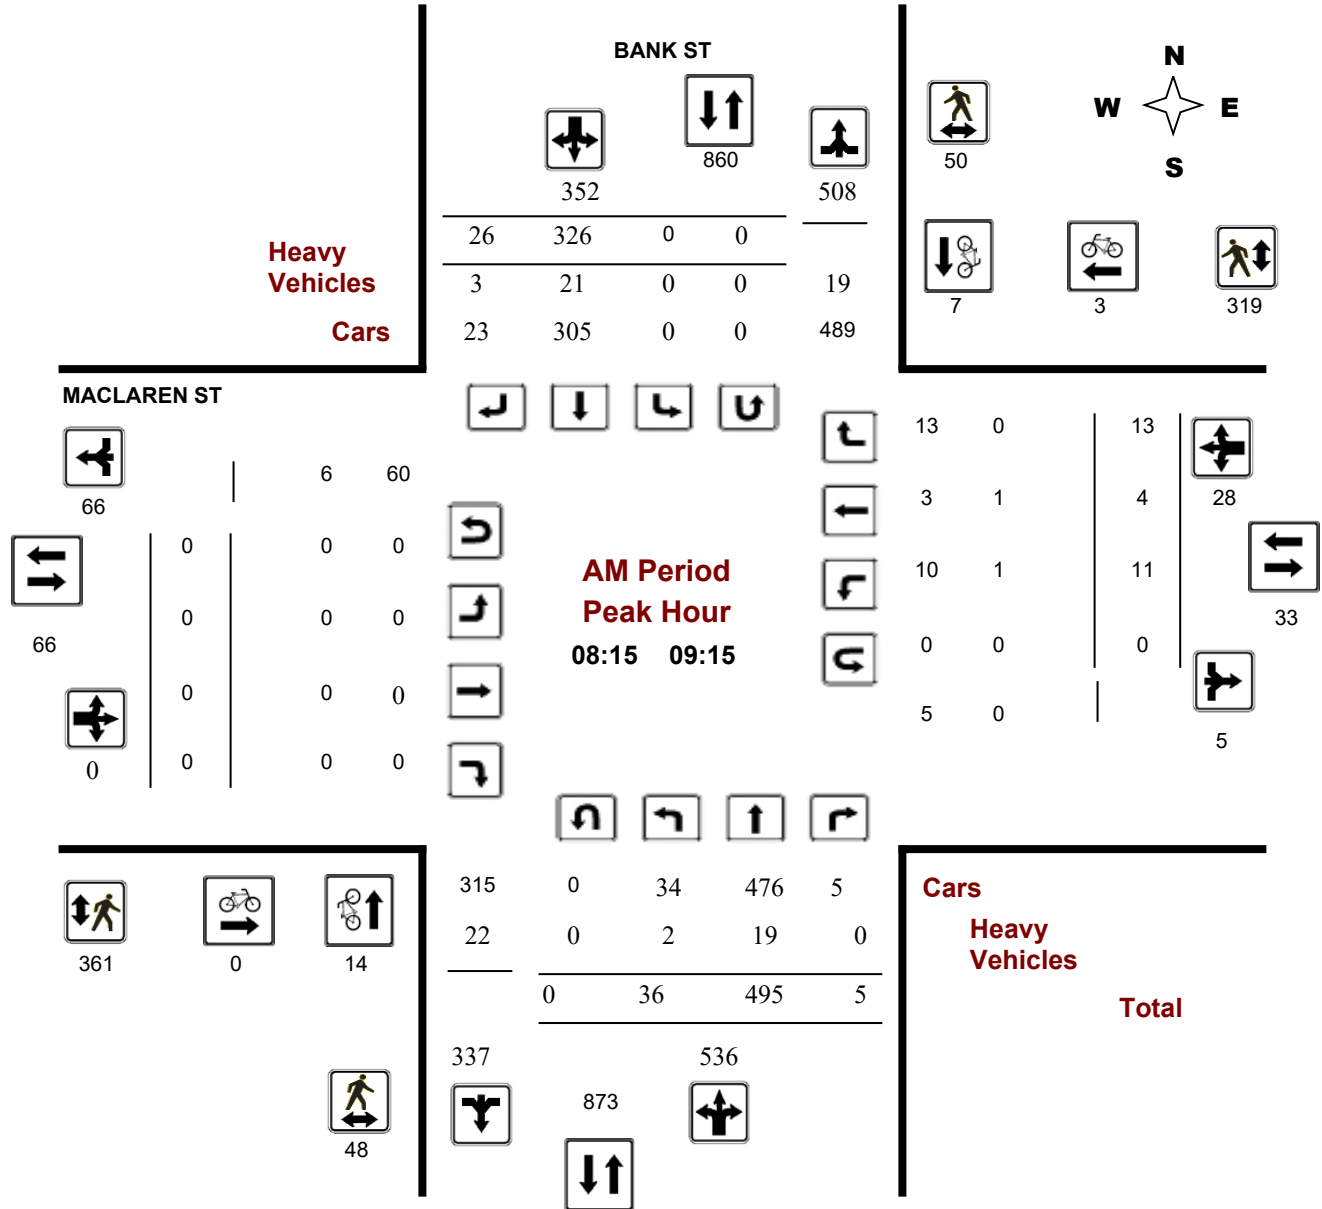 BANK ST
N
W E
S
860
50
352 508
26 326 0 0
Heavy
Vehicles
3 21 0 0 19
7 3 319
Cars 23 305 0 0 489
MACLAREN ST
13 0 13
6 60
66
3 1 4 28
0 0 0
AM Period
10 1 11
Peak Hour
0 0 0
33
66
08:15 09:15
0 0 0
0 0 0
5 0
5
0
0 0 0
315 0 34 476 5 Cars
22 0 2 19 0 Heavy
Vehicles
361 0 14
0 36 495 5 Total
337 536
873
48